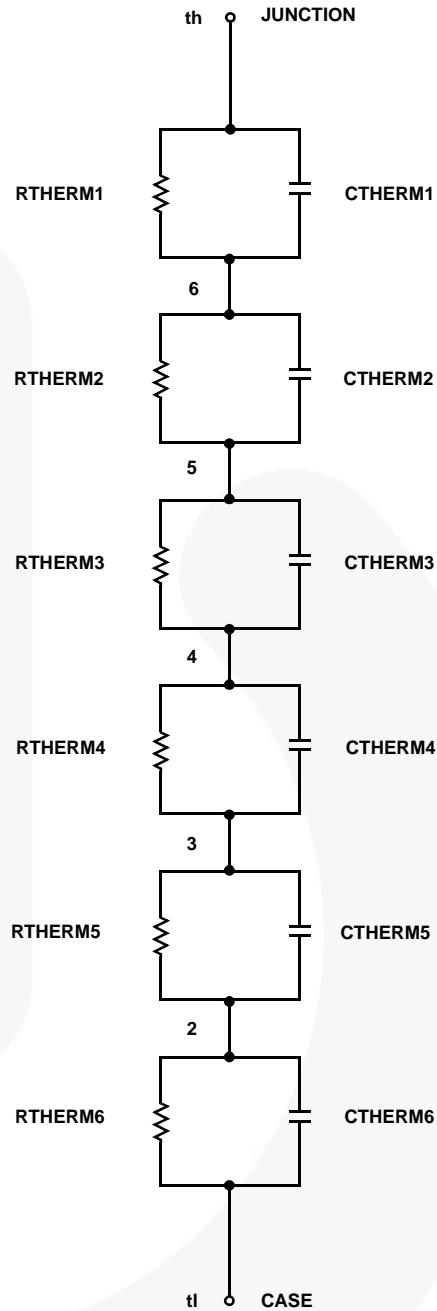 th JUNCTION
RTHERM1 CTHERM1
6
RTHERM2 CTHERM2
5
RTHERM3 CTHERM3
4
RTHERM4 CTHERM4
3
RTHERM5 CTHERM5
2
RTHERM6 CTHERM6
tl CASE